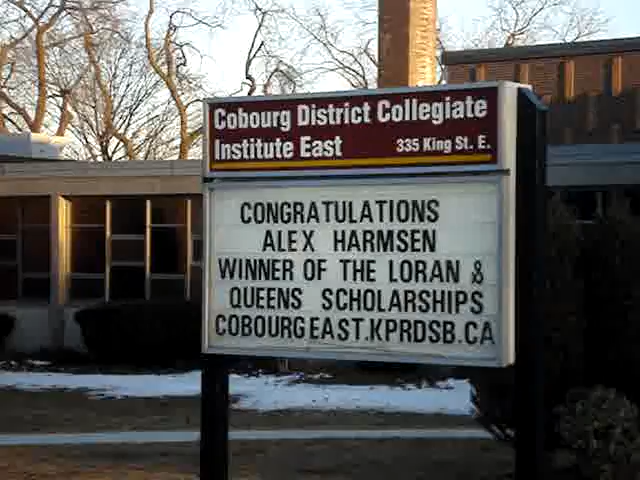 Cobourg District Collegiate
Institute East 335 King St. E.
CONGRATULATIONS
ALEX HARMSEN
WINNER OF THE LORAN &
QUEENS SCHOLARSHIPS
COBOURGEAST.KPRDSB.CA